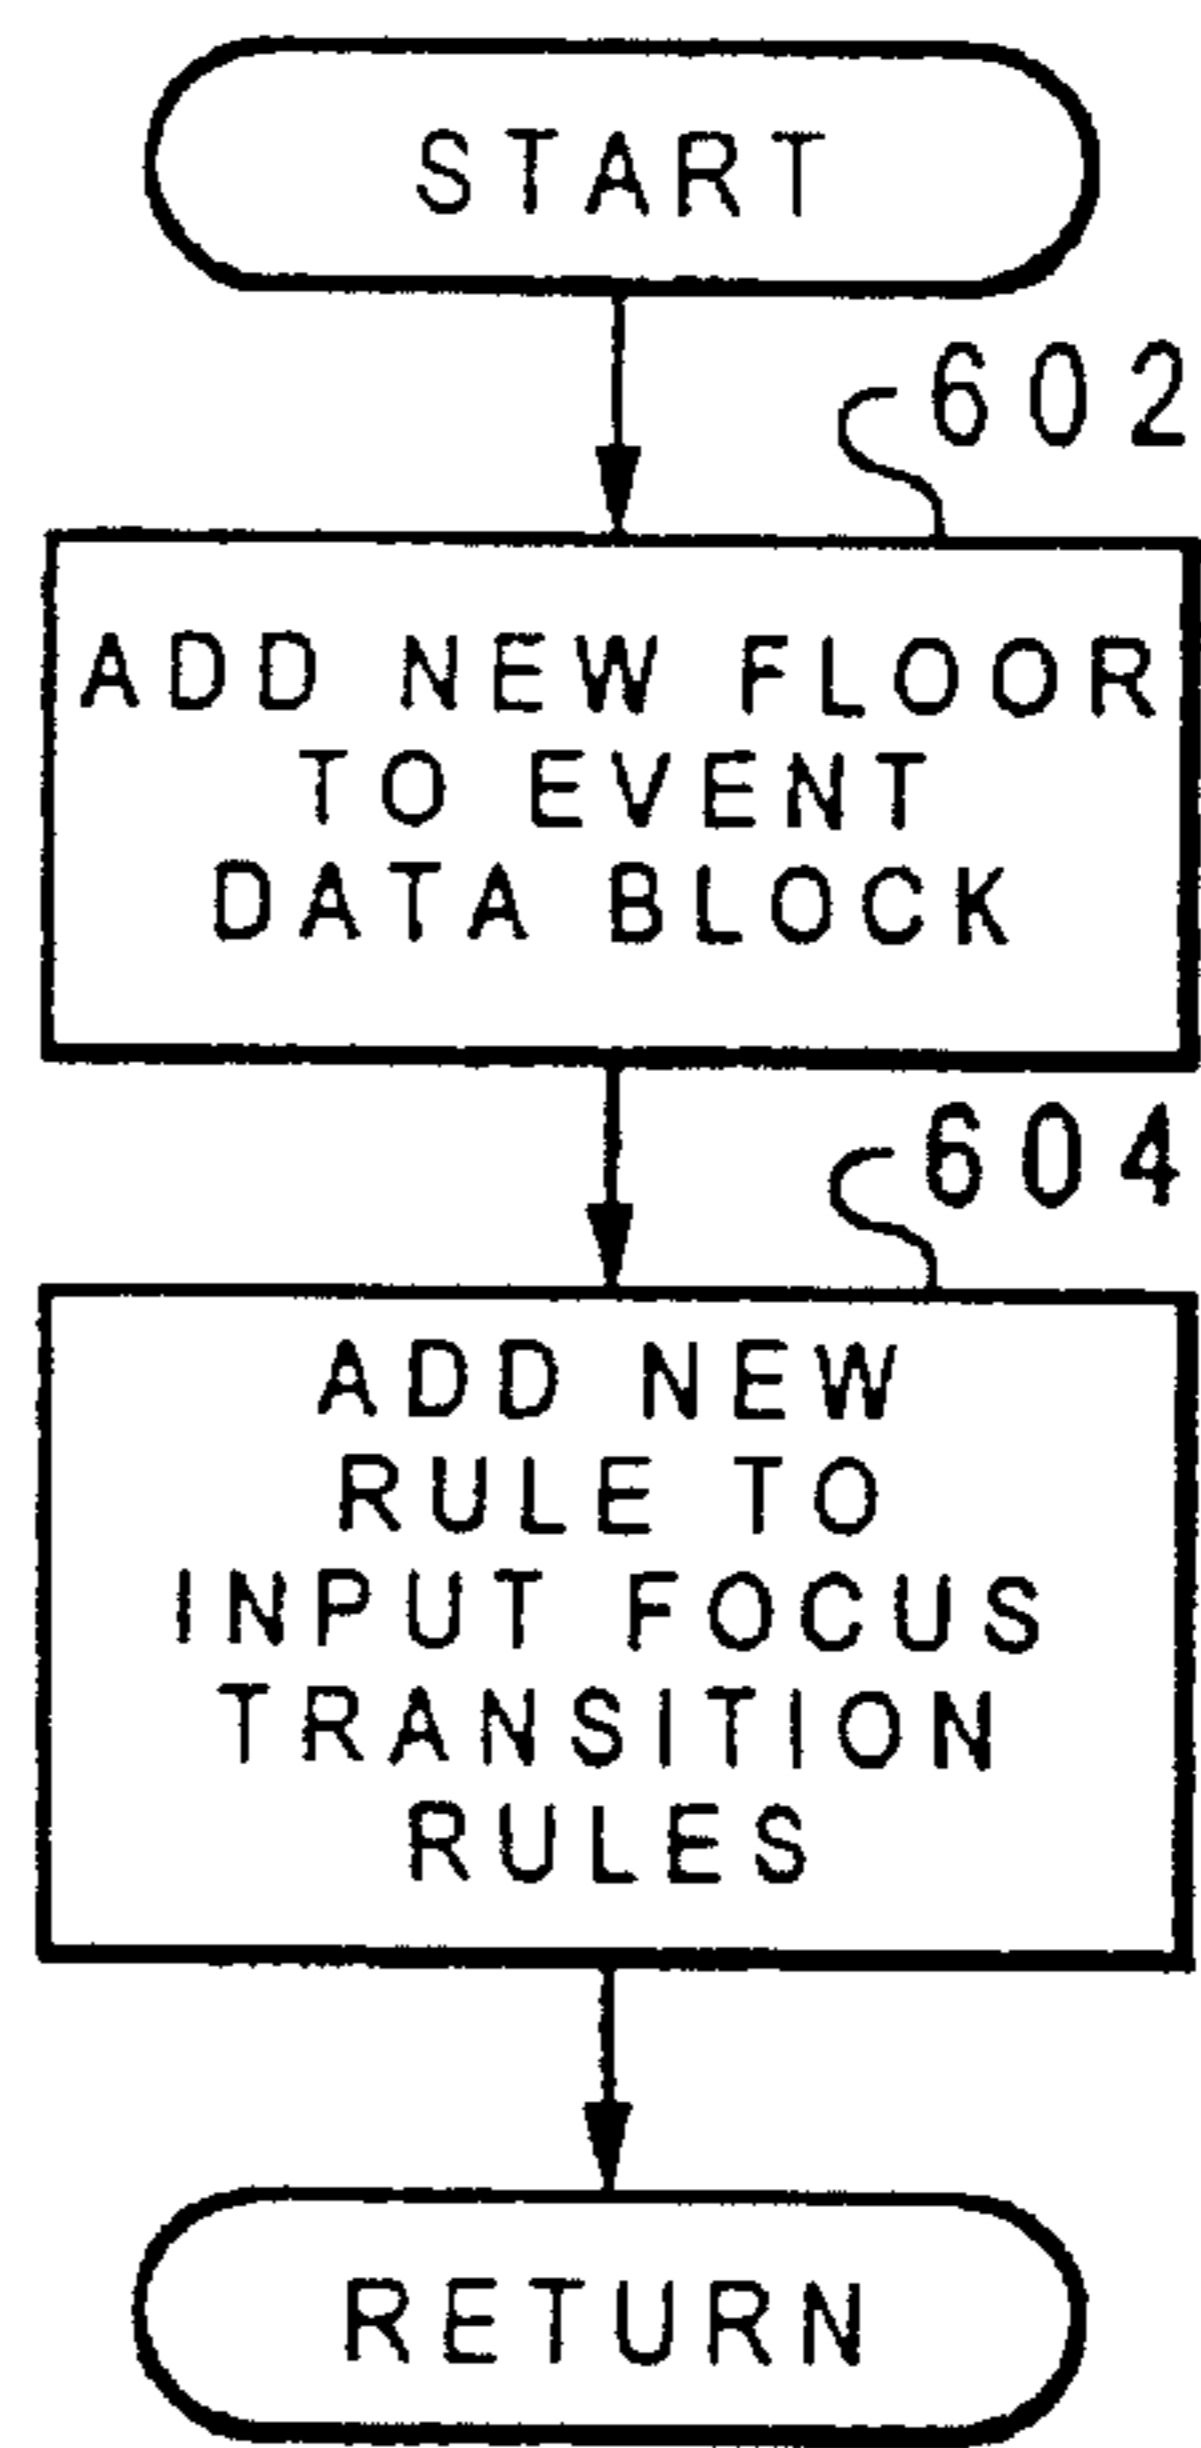 START
602
ADD NEW FLOOR
TO EVENT
DATA BLOCK
604
ADD NEW
RULE TO
INPUT FOCUS
TRANSITION
RULES
RETURN